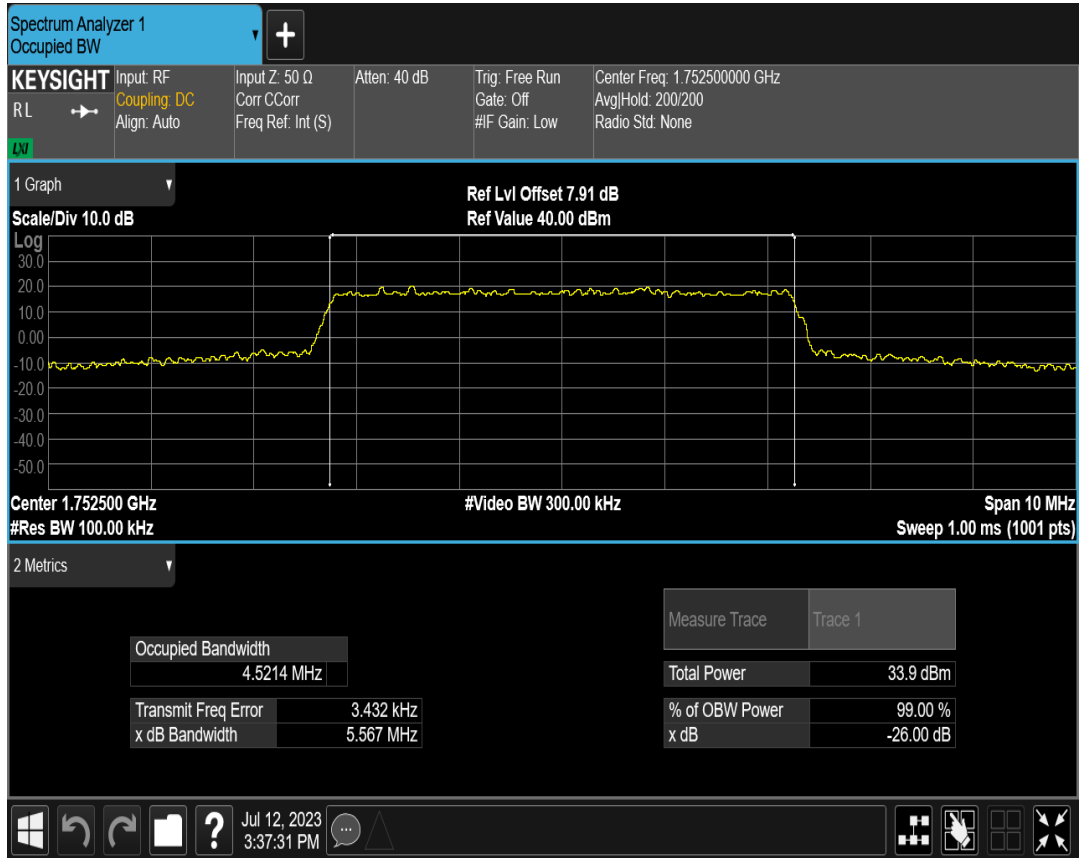 Spectrum Analyzer 1
Occupied BW
+
KEYSIGHT
RL
LXI
Input: RF
Coupling: DC
Align: Auto
Input Z: 50 Ω
Corr CCorr
Freq Ref: Int (S)
Atten: 40 dB
Trig: Free Run
Gate: Off
#IF Gain: Low
Center Freq: 1.752500000 GHz
Avg|Hold: 200/200
Radio Std: None
1 Graph
Scale/Div 10.0 dB
Ref Lvl Offset 7.91 dB
Ref Value 40.00 dBm
Log
30.0
20.0
10.0
0.00
-10.0
-20.0
-30.0
-40.0
-50.0
Center 1.752500 GHz
#Res BW 100.00 kHz
#Video BW 300.00 kHz
Span 10 MHz
Sweep 1.00 ms (1001 pts)
2 Metrics
Occupied Bandwidth
4.5214 MHz
Transmit Freq Error 3.432 kHz
x dB Bandwidth 5.567 MHz
Measure Trace Trace 1
Total Power 33.9 dBm
% of OBW Power 99.00 %
x dB -26.00 dB
?
Jul 12, 2023
3:37:31 PM